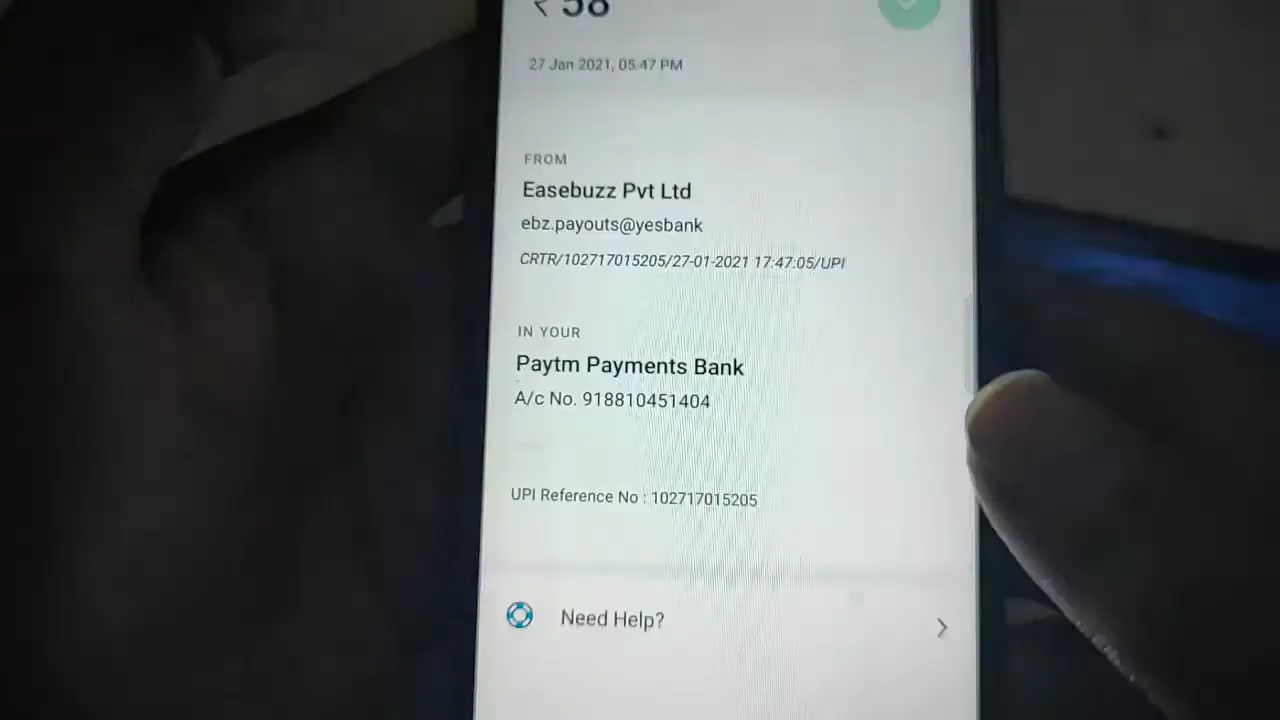 ₹ 58
27 Jan 2021, 05:47 PM
FROM
Easebuzz Pvt Ltd
ebz.payouts@yesbank
CRTR/102717015205/27-01-2021 17:47:05/UPI
IN YOUR
Paytm Payments Bank
A/c No. 918810451404
UPI Reference No : 102717015205
Need Help?